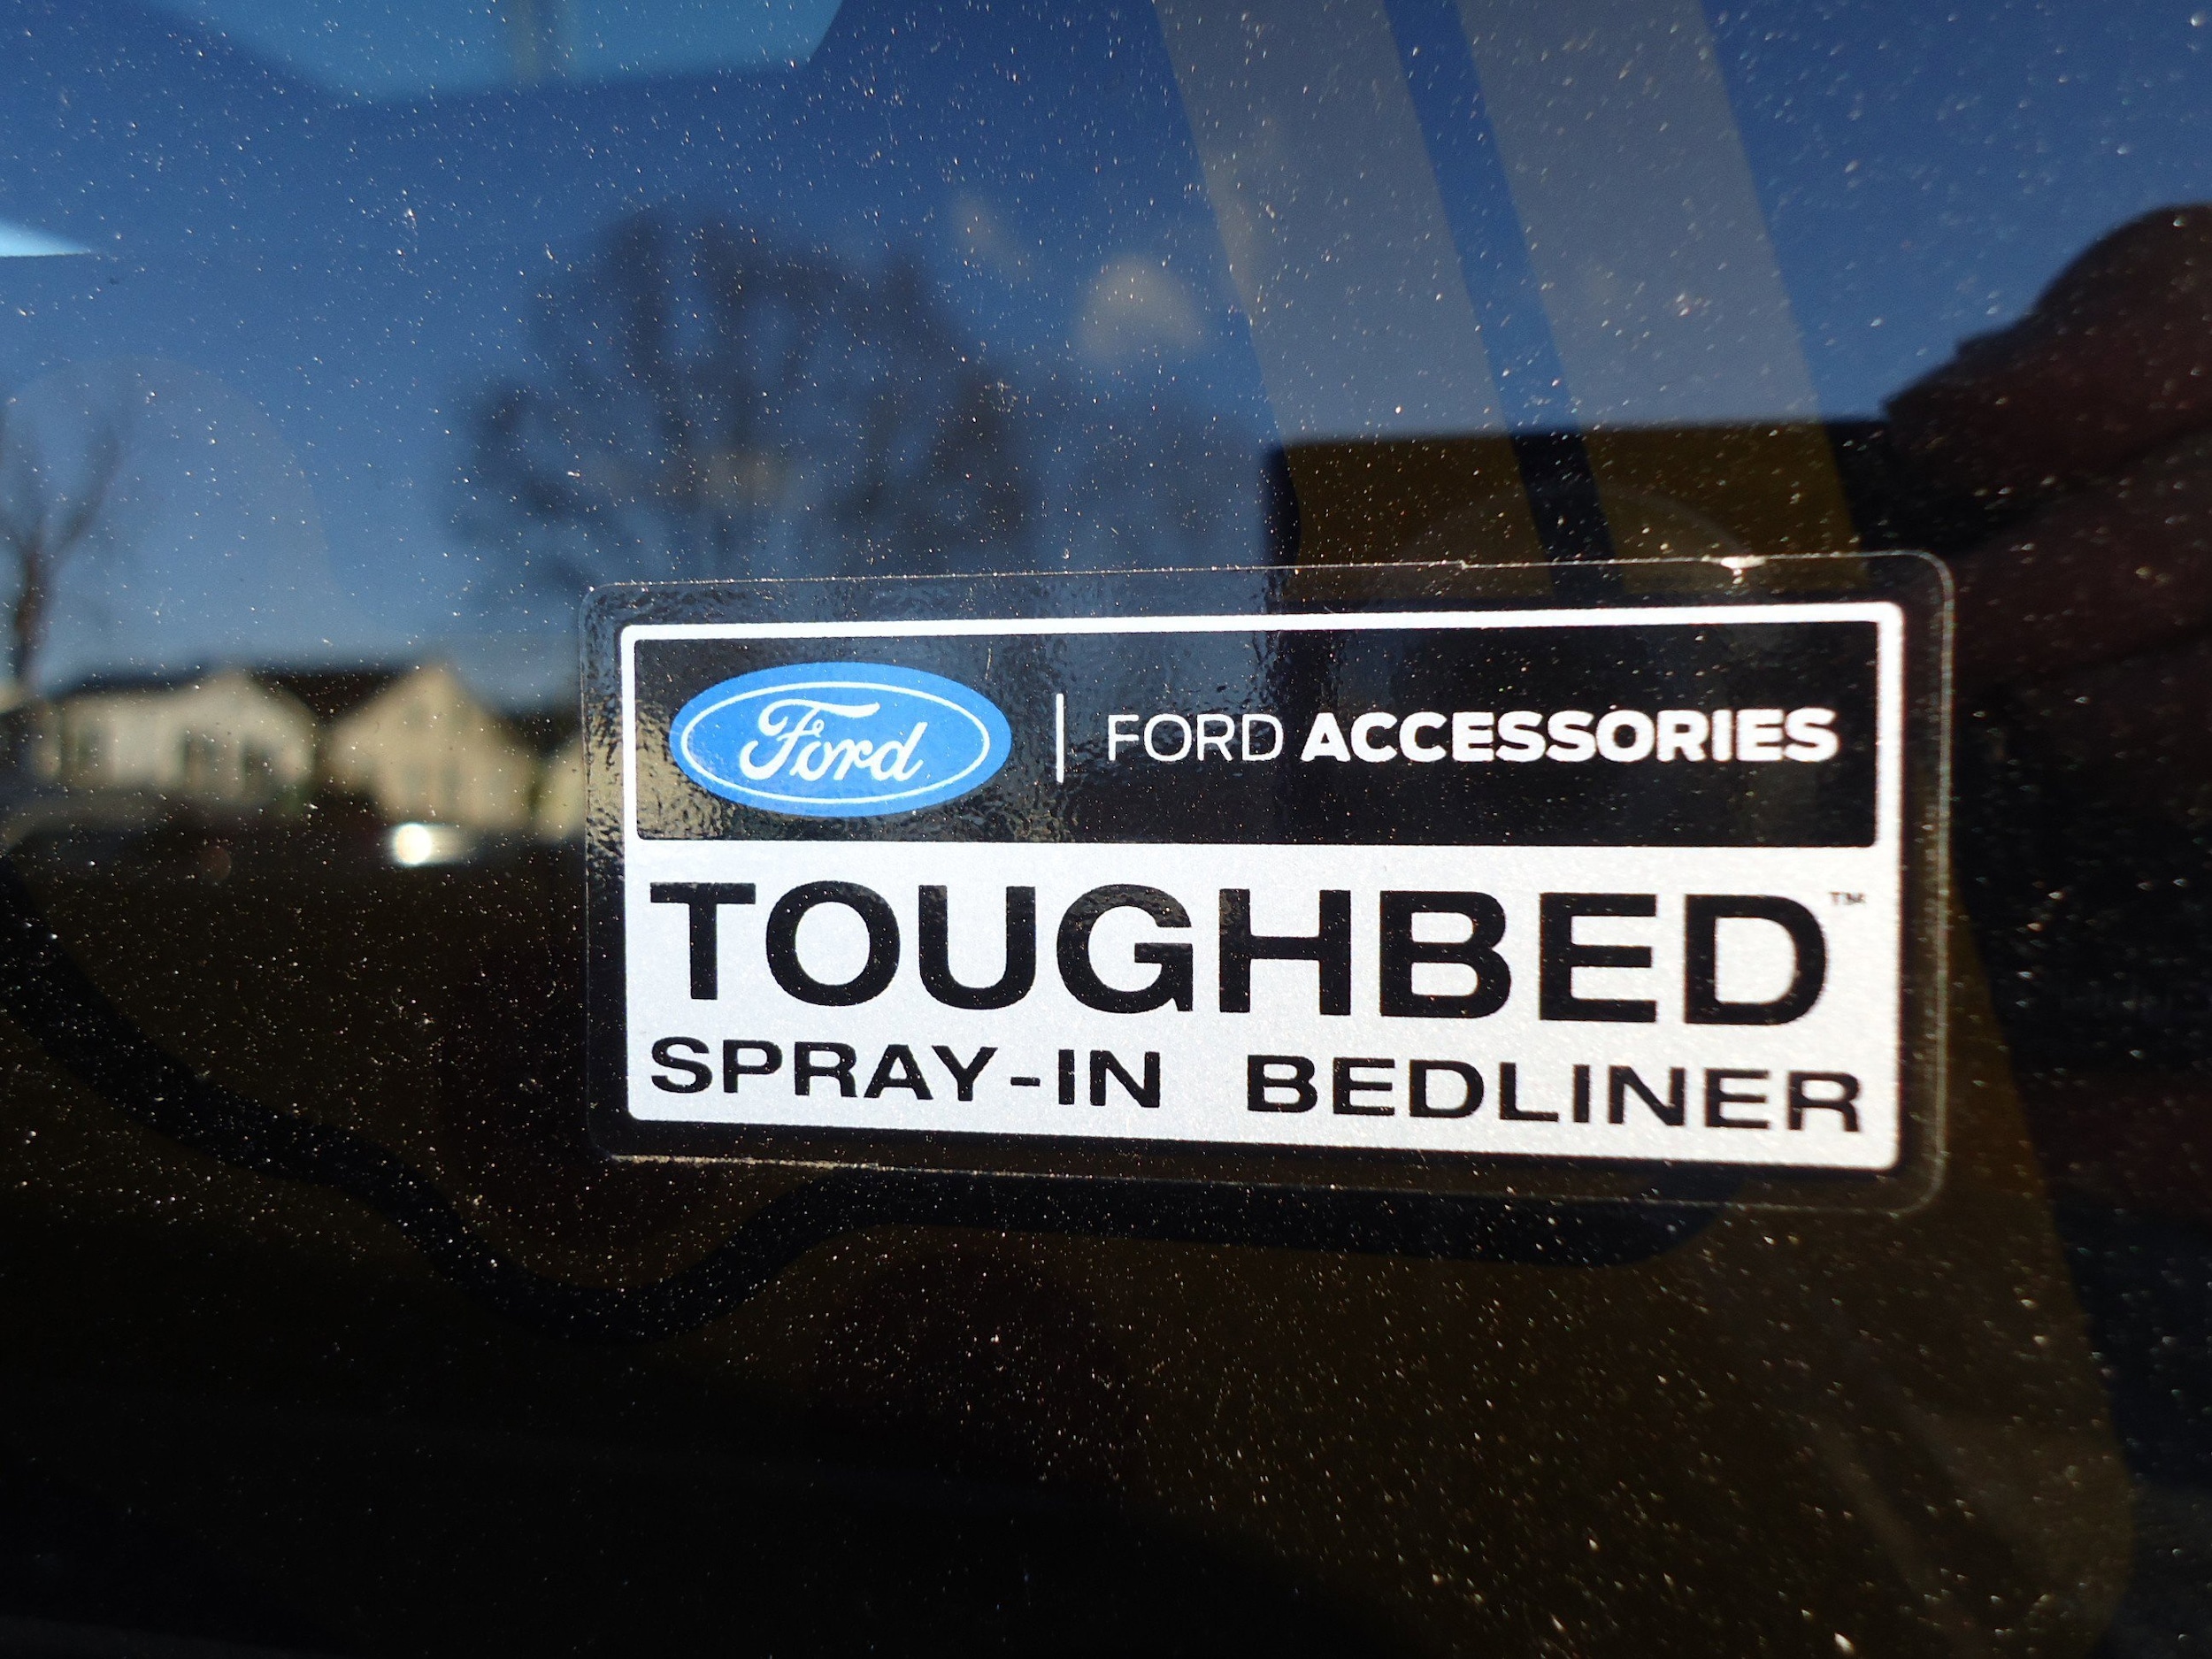 Ford | FORD ACCESSORIES
TOUGHBED™
SPRAY-IN BEDLINER